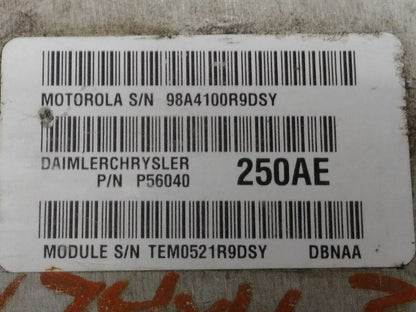 MOTOROLA S/N 98A4100R9DSY
DAIMLERCHRYSLER
P/N P56040 250AE
MODULE S/N TEM0521R9DSY DBNAA